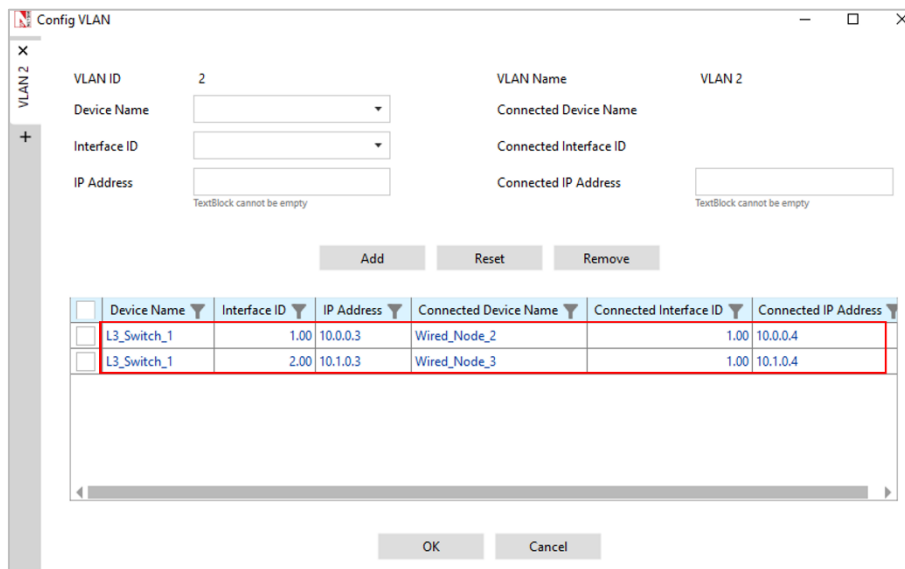 Config VLAN
VLAN 2
VLAN ID 2 VLAN Name VLAN 2
Device Name Connected Device Name
Interface ID Connected Interface ID
IP Address Connected IP Address
TextBlock cannot be empty TextBlock cannot be empty
Add Reset Remove
Device Name Interface ID IP Address Connected Device Name Connected Interface ID Connected IP Address
L3_Switch_1 1.00 10.0.0.3 Wired_Node_2 1.00 10.0.0.4
L3_Switch_1 2.00 10.1.0.3 Wired_Node_3 1.00 10.1.0.4
OK Cancel